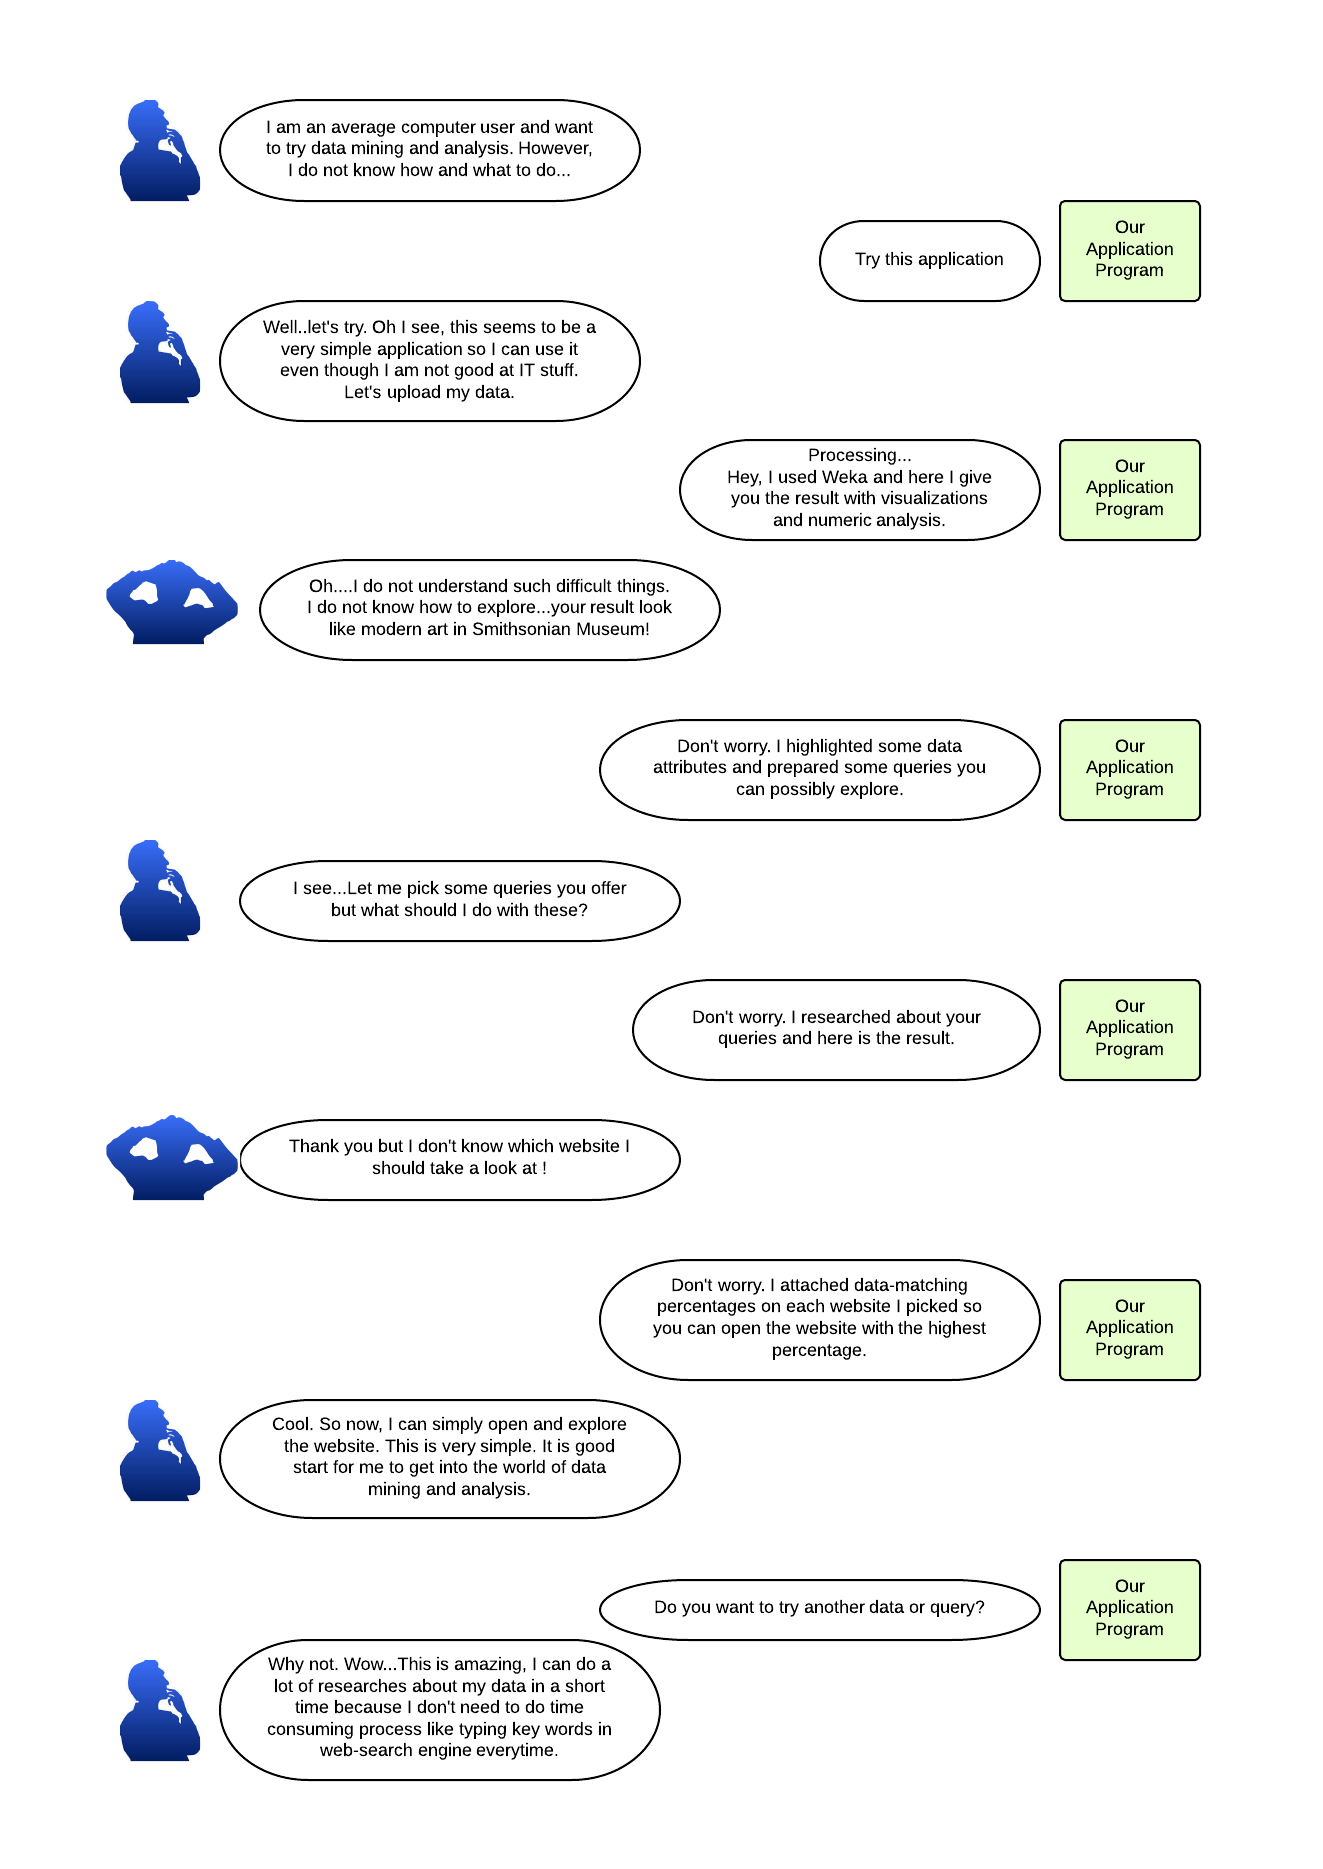 I am an average computer user and want
to try data mining and analysis. However,
I do not know how and what to do...
Our
Application
Program
Try this application
Well..let's try. Oh I see, this seems to be a
very simple application so I can use it
even though I am not good at IT stuff.
Let's upload my data.
Processing...
Hey, I used Weka and here I give
you the result with visualizations
and numeric analysis.
Our
Application
Program
Oh....I do not understand such difficult things.
I do not know how to explore...your result look
like modern art in Smithsonian Museum!
Don't worry. I highlighted some data
attributes and prepared some queries you
can possibly explore.
Our
Application
Program
I see...Let me pick some queries you offer
but what should I do with these?
Don't worry. I researched about your
queries and here is the result.
Our
Application
Program
Thank you but I don't know which website I
should take a look at !
Don't worry. I attached data-matching
percentages on each website I picked so
you can open the website with the highest
percentage.
Our
Application
Program
Cool. So now, I can simply open and explore
the website. This is very simple. It is good
start for me to get into the world of data
mining and analysis.
Do you want to try another data or query?
Our
Application
Program
Why not. Wow...This is amazing, I can do a
lot of researches about my data in a short
time because I don't need to do time
consuming process like typing key words in
web-search engine everytime.